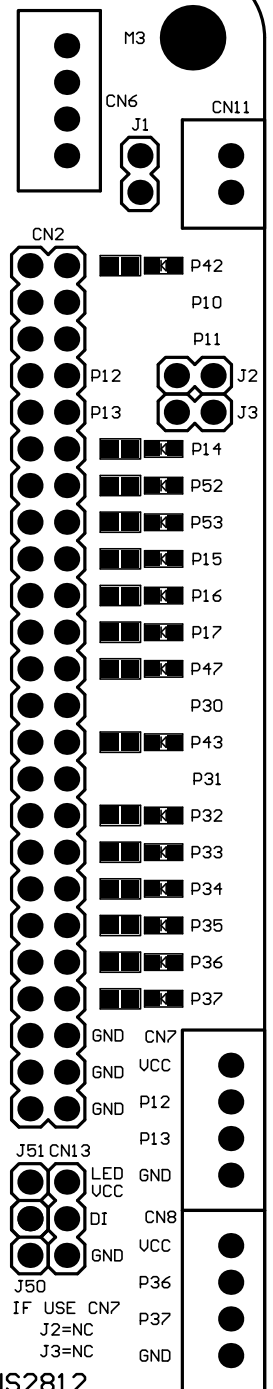 M3
CN6
CN11
J1
CN2
P42
P10
P11
P12
J2
P13
J3
P14
P52
P53
P15
P16
P17
P47
P30
P43
P31
P32
P33
P34
P35
P36
P37
GND
CN7
VCC
GND
P12
GND
P13
J51 CN13
GND
LED
VCC
DI
CN8
GND
VCC
J50
P36
IF USE CN7
P37
J2=NC
J3=NC
GND